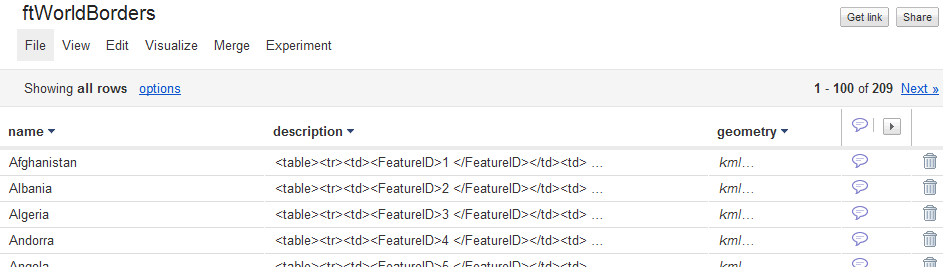 ftWorldBorders
Get link Share
File View Edit Visualize Merge Experiment
Showing all rows options 1 - 100 of 209 Next »
name description geometry
Afghanistan <table><tr><td><FeatureID>1 </FeatureID></td><td> ... kml...
Albania <table><tr><td><FeatureID>2 </FeatureID></td><td> ... kml...
Algeria <table><tr><td><FeatureID>3 </FeatureID></td><td> ... kml...
Andorra <table><tr><td><FeatureID>4 </FeatureID></td><td> ... kml...
Angola <table><tr><td><FeatureID>5 </FeatureID></td><td> ... kml...